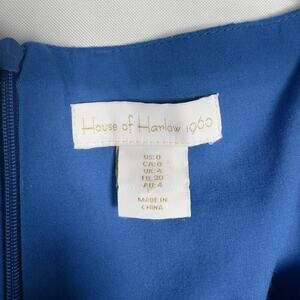 House of Harlow 1960
US:0
CA:0
UK:4
EU:30
AU:4
MADE IN
CHINA